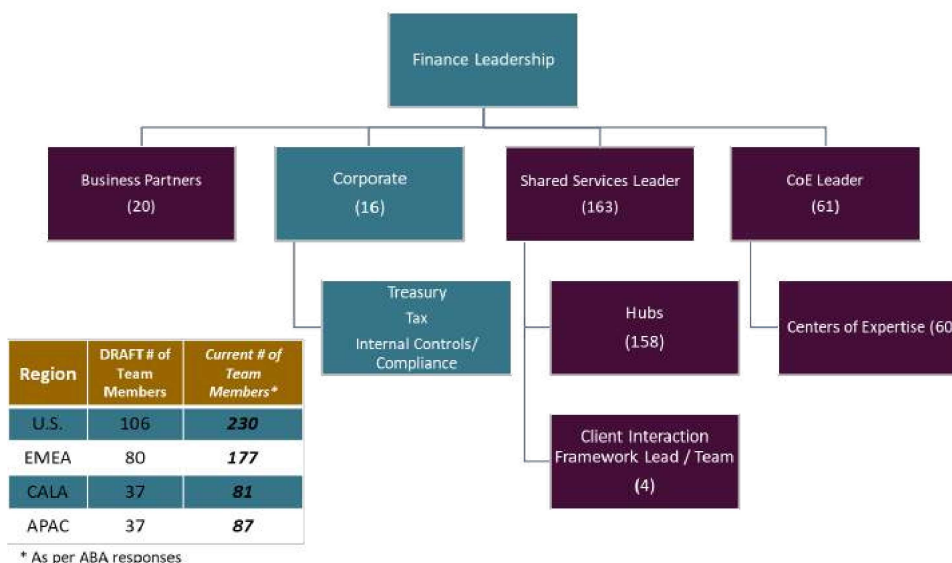 Finance Leadership
Business Partners
(20)
Corporate
(16)
Shared Services Leader
(163)
CoE Leader
(61)
Treasury
Tax
Internal Controls/
Compliance
Hubs
(158)
Centers of Expertise (60
Client Interaction
Framework Lead / Team
(4)
Region
DRAFT # of
Team
Members
Current # of
Team
Members*
U.S. 106 230
EMEA 80 177
CALA 37 81
APAC 37 87
* As per ABA responses